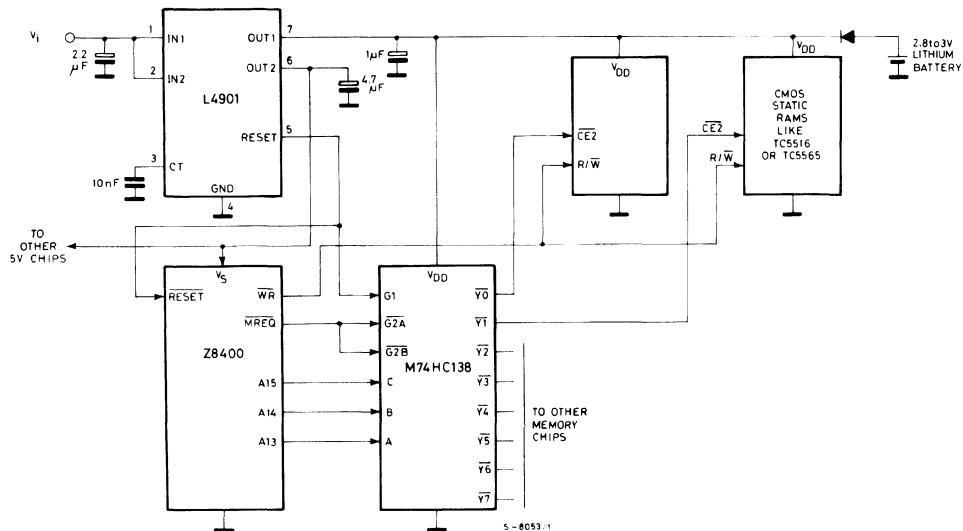 Vi
2.2
µF
1
IN1
2
IN2
L4901
3
CT
10nF
GND
4
OUT1
7
OUT2
6
RESET
5
1µF
4.7
µF
VDD
CE2
R/W
VDD
CE2
R/W
CMOS
STATIC
RAMS
LIKE
TC5516
OR TC5565
2.8to3V
LITHIUM
BATTERY
TO
OTHER
5V CHIPS
VS
RESET
WR
MREQ
Z8400
A15
A14
A13
VDD
G1
G2A
G2B
M74HC138
C
B
A
Y0
Y1
Y2
Y3
Y4
Y5
Y6
Y7
TO OTHER
MEMORY
CHIPS
S-8053/1